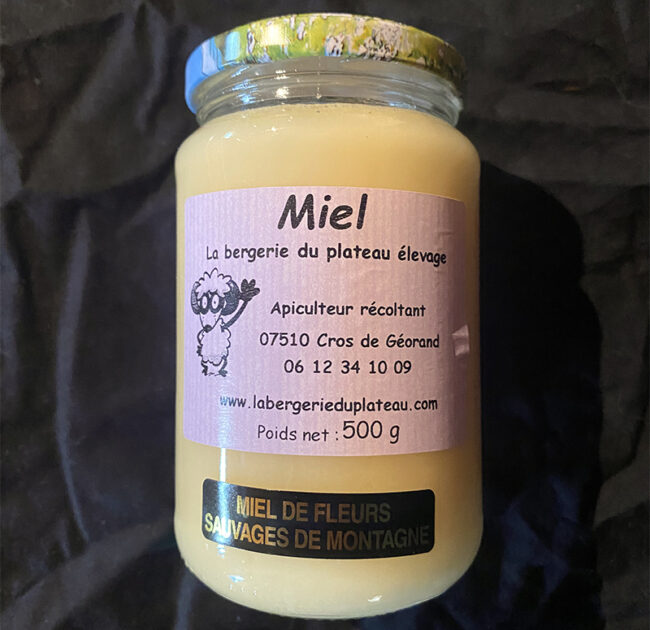 Miel
La bergerie du plateau élevage
Apiculteur récoltant
07510 Cros de Géorand
06 12 34 10 09
www.labergerieduplateau.com
Poids net : 500 g
MIEL DE FLEURS
SAUVAGES DE MONTAGNE